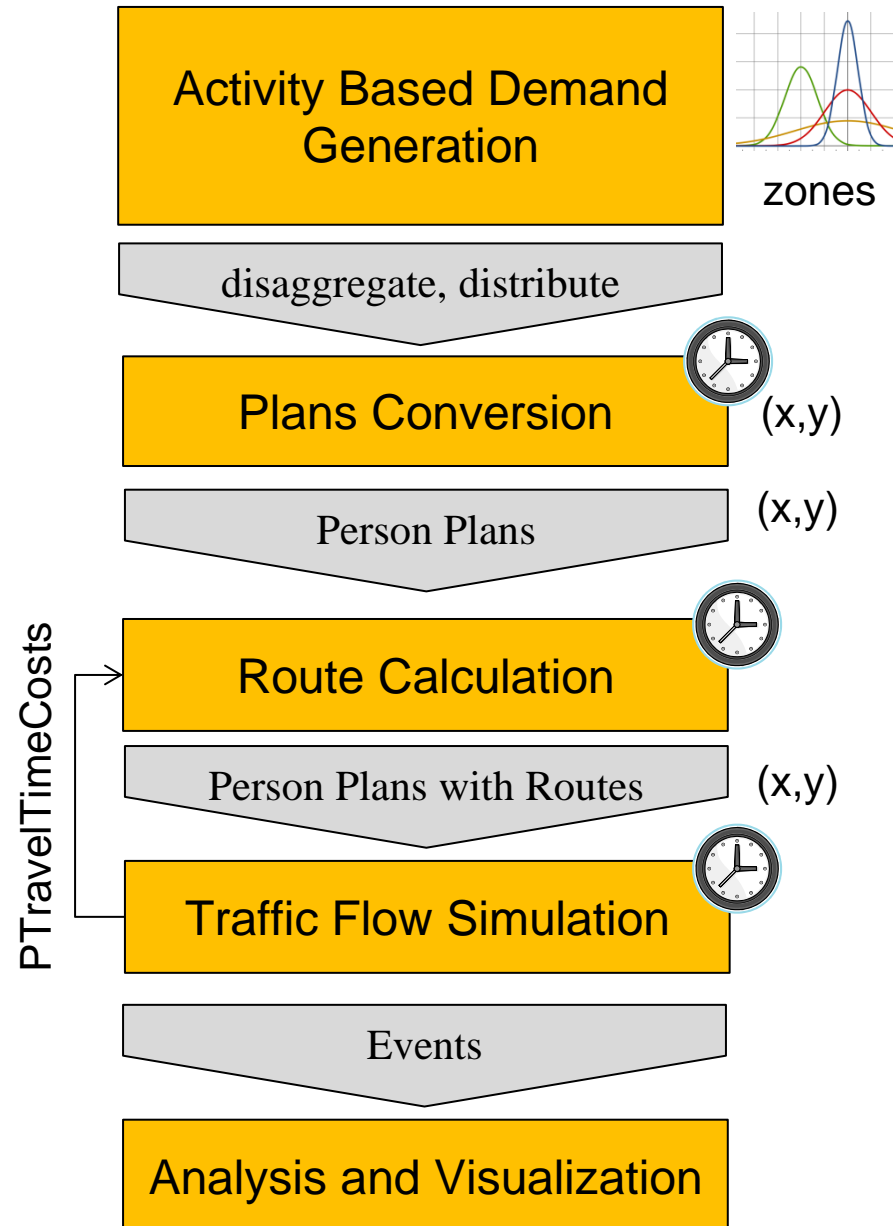 Activity Based Demand
Generation
zones
disaggregate, distribute
Plans Conversion
(x,y)
Person Plans
(x,y)
PTravelTimeCosts
Route Calculation
Person Plans with Routes
(x,y)
Traffic Flow Simulation
Events
Analysis and Visualization